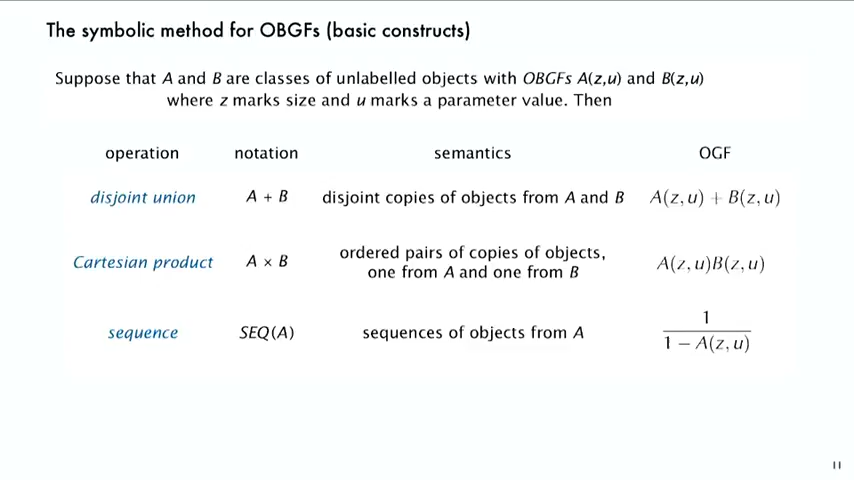 The symbolic method for OBGFs (basic constructs)
Suppose that A and B are classes of unlabelled objects with OBGFs A(z,u) and B(z,u)
where z marks size and u marks a parameter value. Then
operation notation semantics OGF
disjoint union A + B disjoint copies of objects from A and B A(z, u) + B(z, u)
Cartesian product A × B ordered pairs of copies of objects,
one from A and one from B A(z, u)B(z, u)
sequence SEQ(A) sequences of objects from A 1
1 − A(z, u)
11